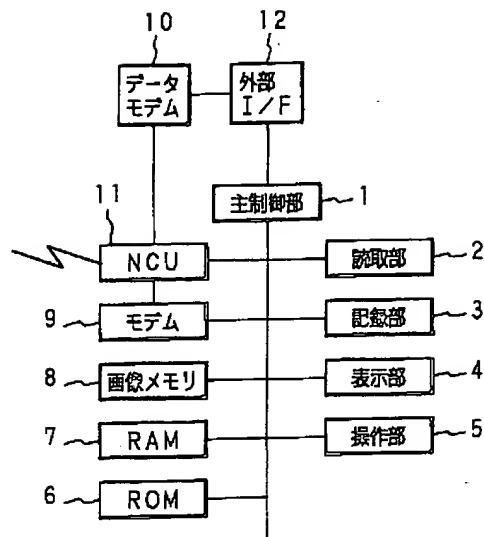 10
12
データ
モデム
外部
I/F
11
主制御部
1
NCU
読取部
2
9
モデム
記録部
3
8
画像メモリ
表示部
4
7
RAM
操作部
5
6
ROM